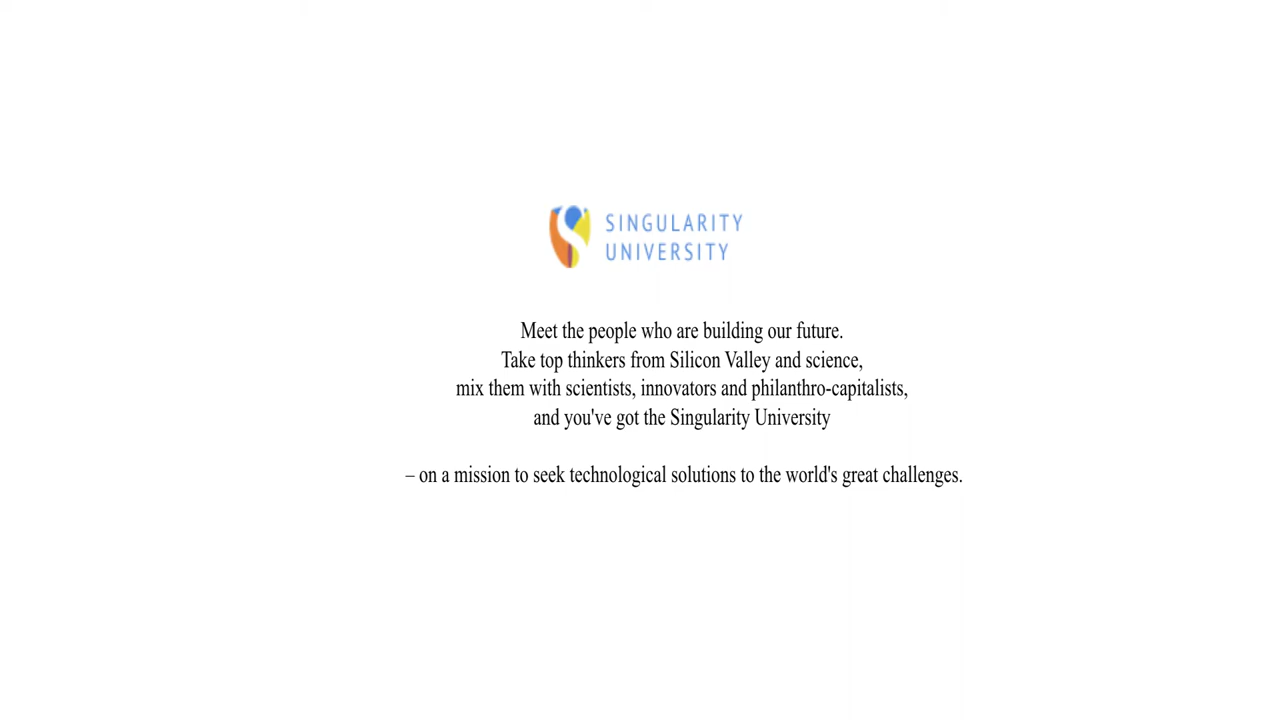 SINGULARITY
UNIVERSITY
Meet the people who are building our future.
Take top thinkers from Silicon Valley and science,
mix them with scientists, innovators and philanthro-capitalists,
and you've got the Singularity University
– on a mission to seek technological solutions to the world's great challenges.